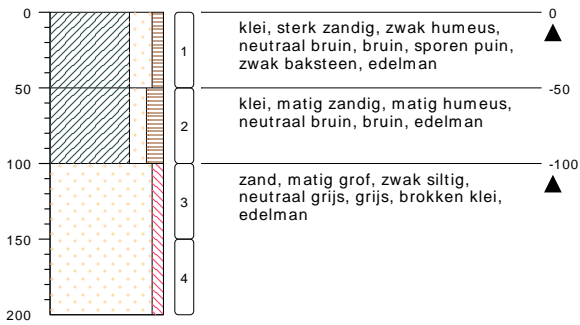 0
50
100
150
200
1
2
3
4
klei, sterk zandig, zwak humeus,
neutraal bruin, bruin, sporen puin,
zwak baksteen, edelman
0
klei, matig zandig, matig humeus,
neutraal bruin, bruin, edelman
-50
zand, matig grof, zwak siltig,
neutraal grijs, grijs, brokken klei,
edelman
-100